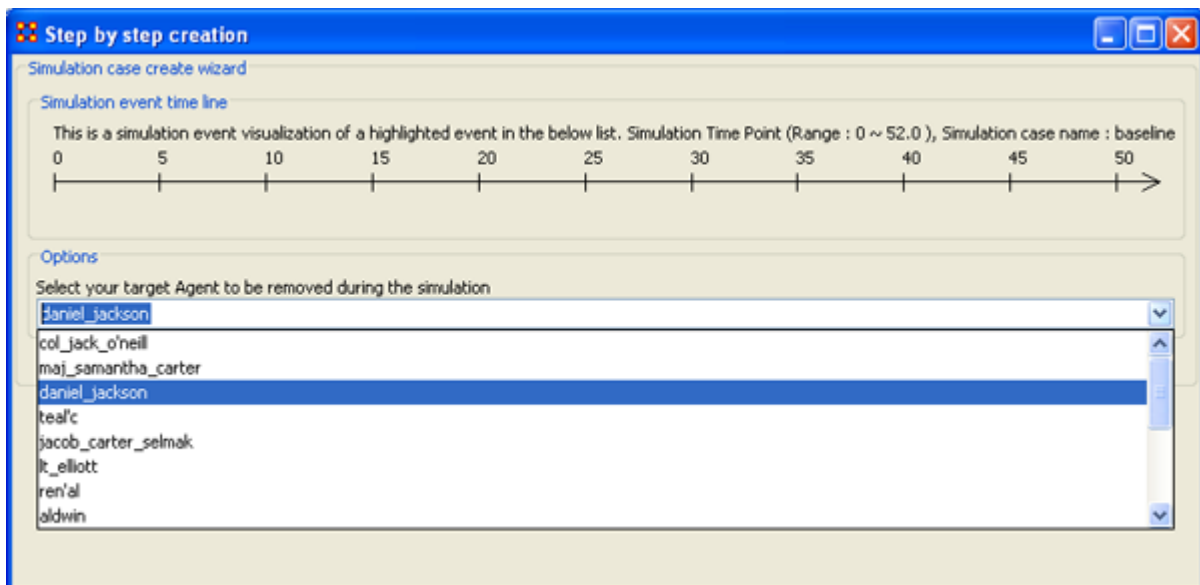 Step by step creation
Simulation case create wizard
Simulation event time line
This is a simulation event visualization of a highlighted event in the below list. Simulation Time Point (Range : 0 ~ 52.0 ), Simulation case name : baseline
0 5 10 15 20 25 30 35 40 45 50
Options
Select your target Agent to be removed during the simulation
daniel_jackson
col_jack_o'neill
maj_samantha_carter
daniel_jackson
teal'c
jacob_carter_selmak
lt_elliott
ren'al
aldwin